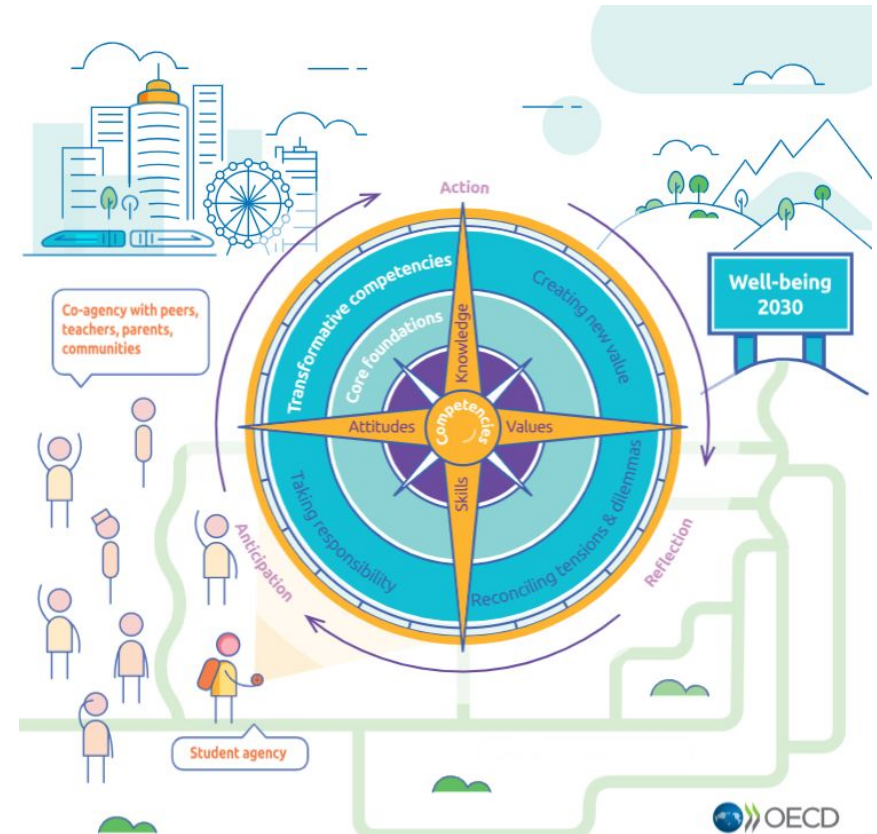 Action
Well-being
2030
Co-agency with peers,
teachers, parents,
communities
Transformative competencies
Creating new value
Core foundations
Knowledge
Attitudes
Competencies
Values
Skills
Taking responsibility
Reconciling tensions & dilemmas
Anticipation
Reflection
Student agency
OECD